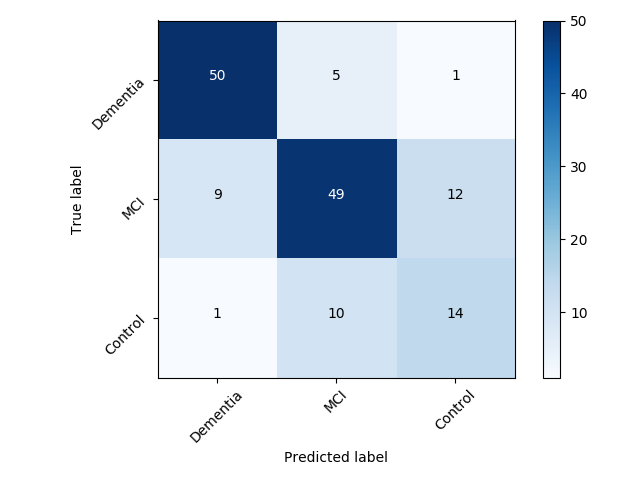 True label
Dementia
50
5
1
MCI
9
49
12
Control
1
10
14
Dementia
MCI
Control
Predicted label
50
40
30
20
10